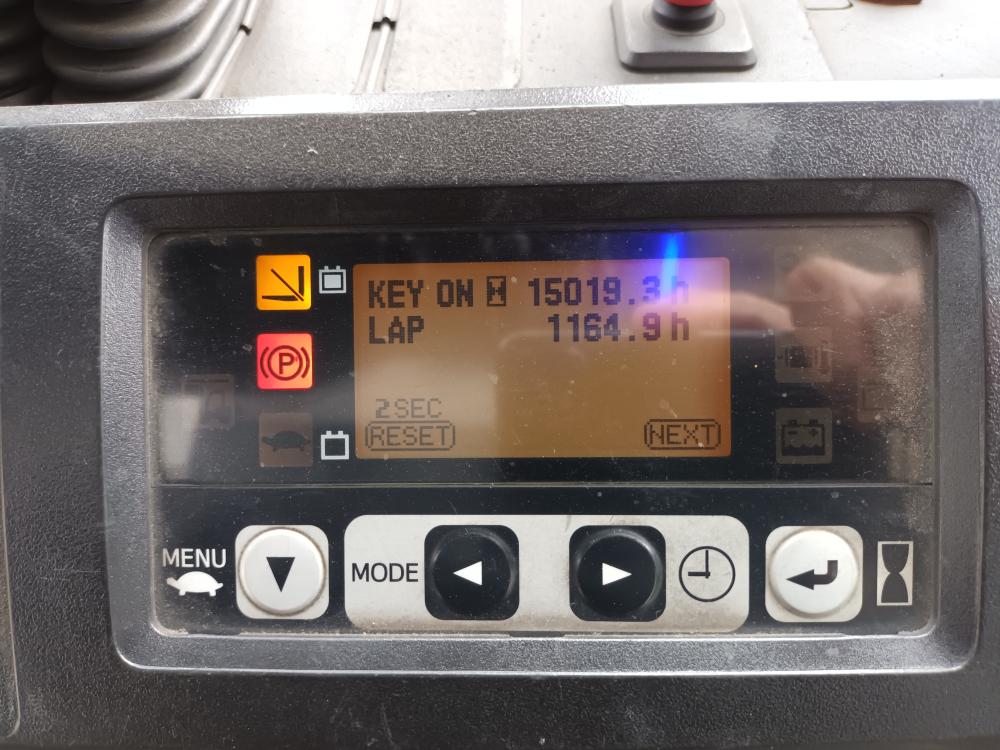 KEY ON 15019.3 h
LAP 1164.9 h
2SEC
RESET NEXT
MENU
MODE
P